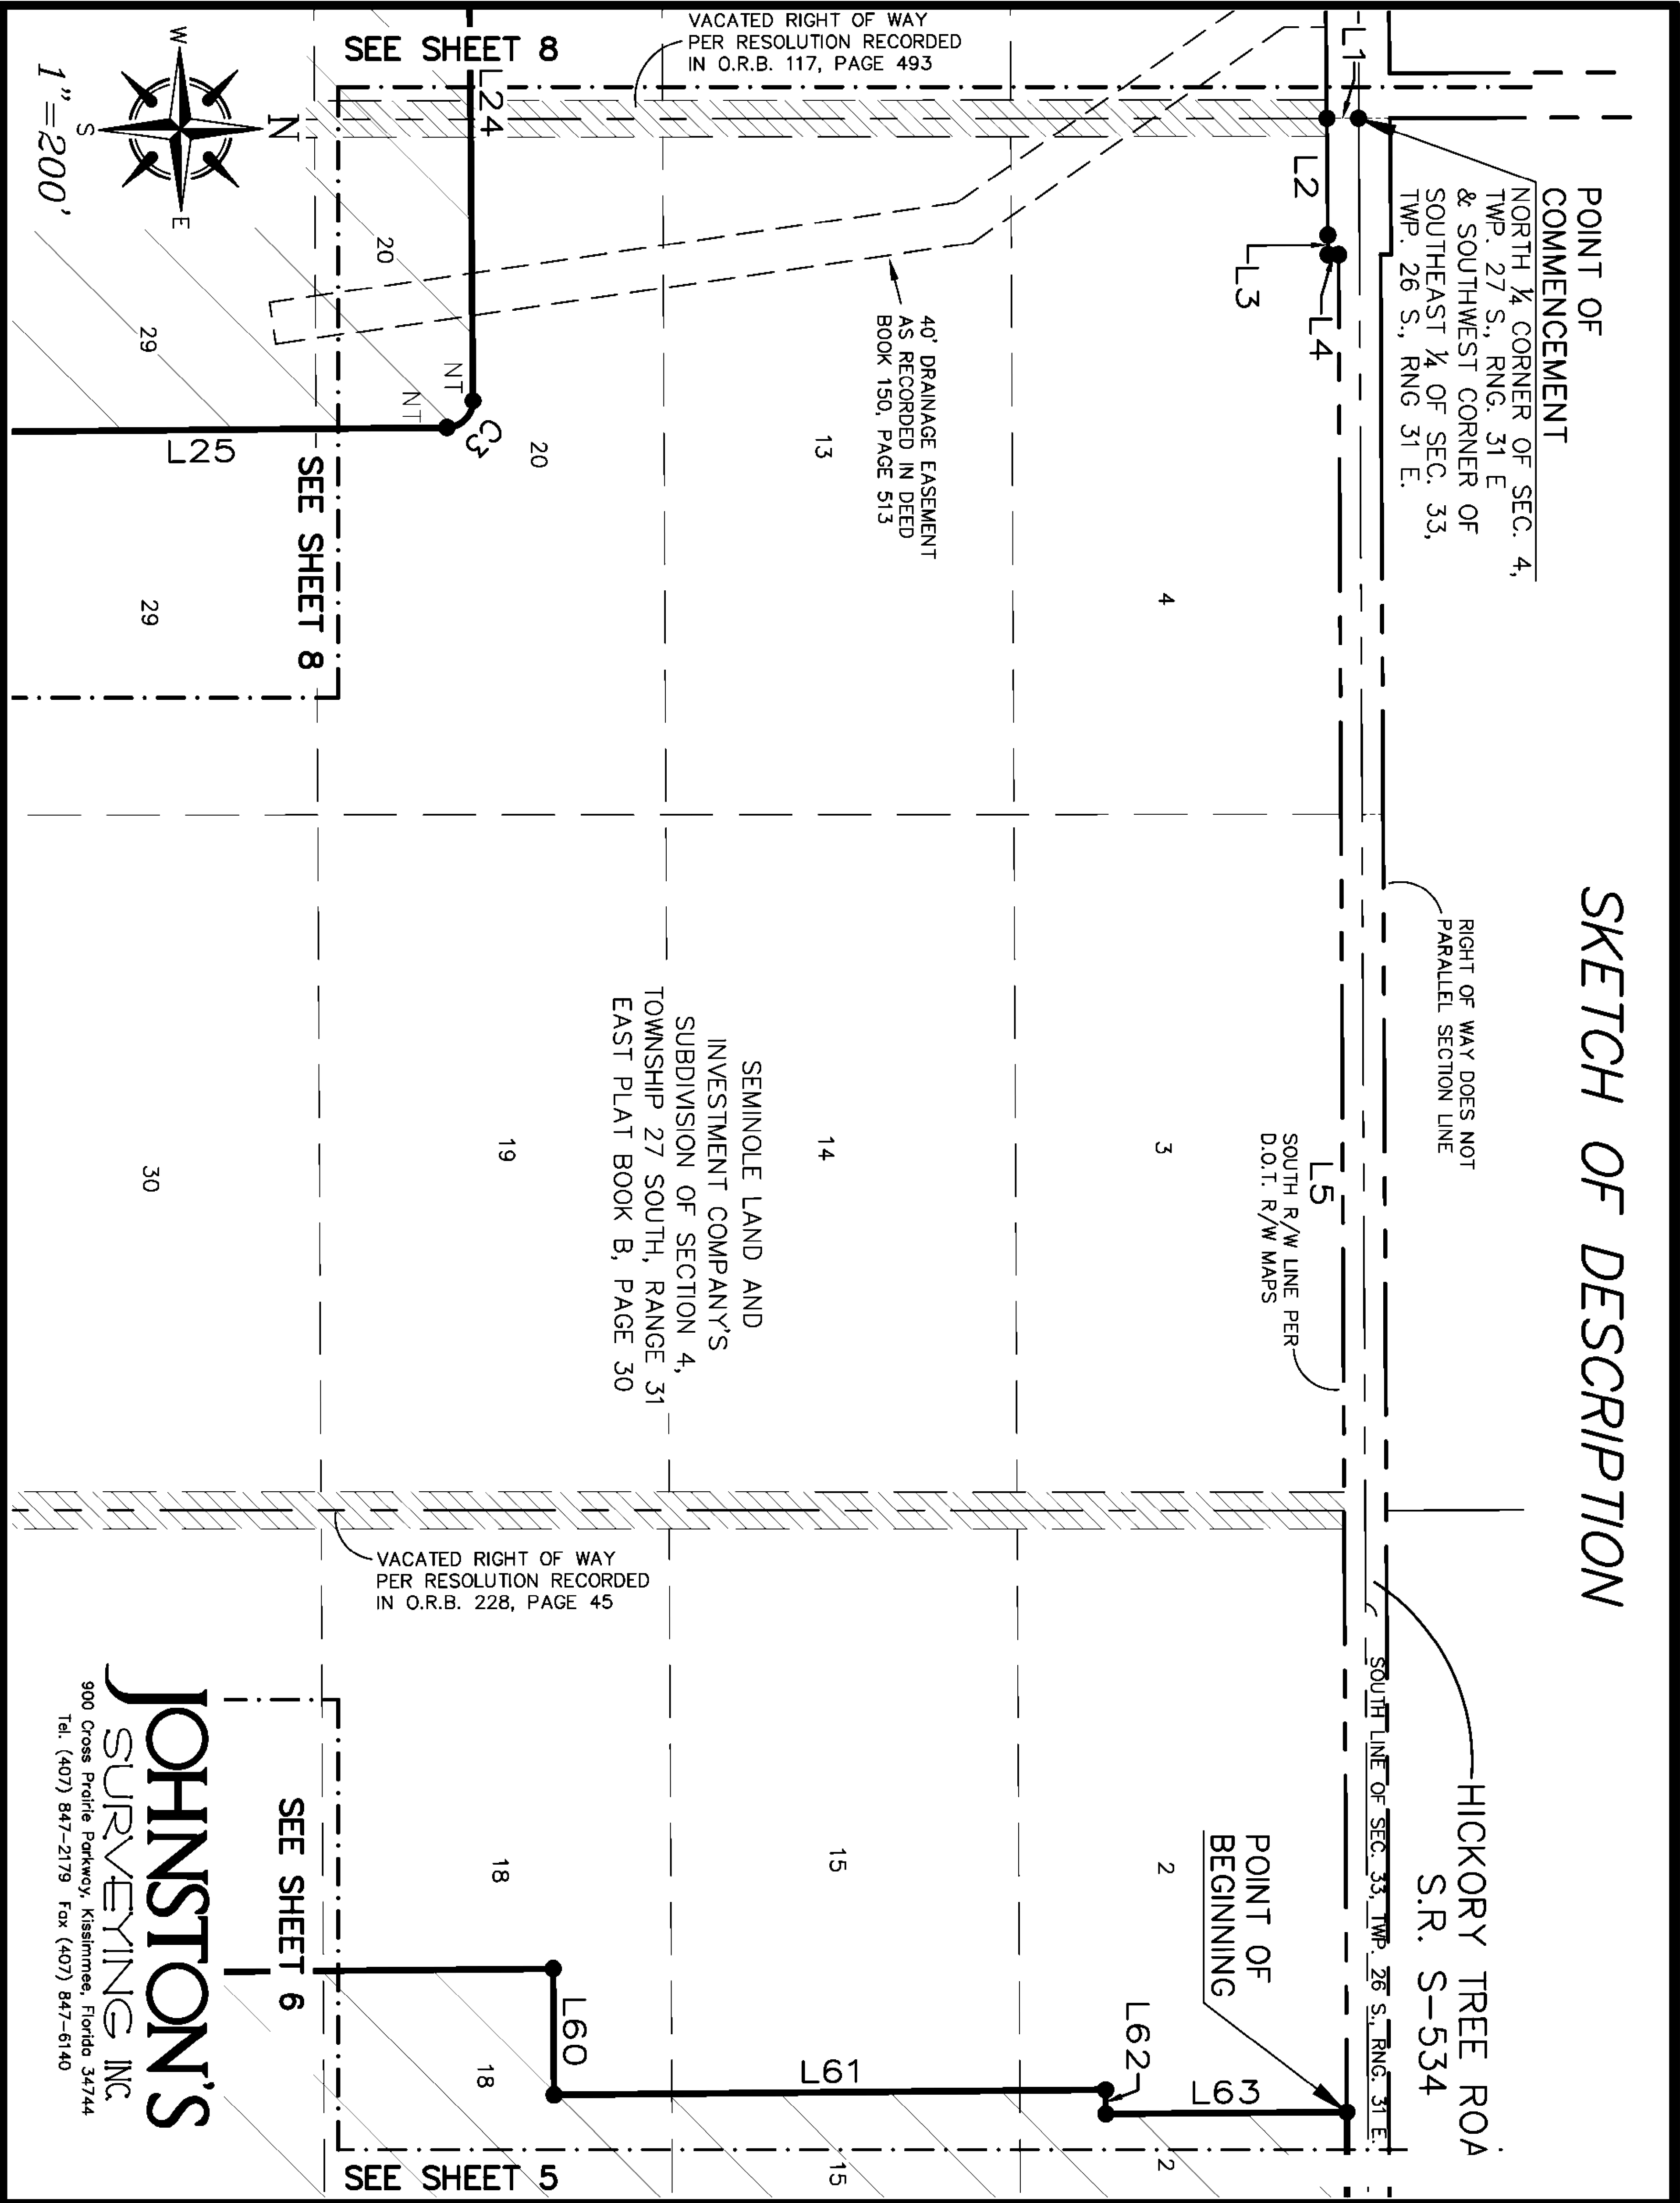 SKETCH OF DESCRIPTION
POINT OF
COMMENCEMENT
NORTH ¼ CORNER OF SEC. 4,
TWP. 27 S., RNG. 31 E
& SOUTHWEST CORNER OF
SOUTHEAST ¼ OF SEC. 33,
TWP. 26 S., RNG 31 E.
RIGHT OF WAY DOES NOT
PARALLEL SECTION LINE
HICKORY TREE ROA
S.R. S-534
SOUTH LINE OF SEC. 33, TWP. 26 S., RNG. 31 E.
L1
L2
L3
L4
L5
SOUTH R/W LINE PER
D.O.T. R/W MAPS
POINT OF
BEGINNING
VACATED RIGHT OF WAY
PER RESOLUTION RECORDED
IN O.R.B. 117, PAGE 493
4
3
2
2
L63
L62
40' DRAINAGE EASEMENT
AS RECORDED IN DEED
BOOK 150, PAGE 513
13
14
15
15
L61
SEMINOLE LAND AND
INVESTMENT COMPANY'S
SUBDIVISION OF SECTION 4,
TOWNSHIP 27 SOUTH, RANGE 31
EAST PLAT BOOK B, PAGE 30
SEE SHEET 8
L24
NT
NT
C3
20
20
19
18
18
L60
SEE SHEET 5
VACATED RIGHT OF WAY
PER RESOLUTION RECORDED
IN O.R.B. 228, PAGE 45
SEE SHEET 8
SEE SHEET 6
L25
29
29
30
N
W
E
S
1"=200'
JOHNSTON'S
SURVEYING INC.
900 Cross Prairie Parkway, Kissimmee, Florida 34744
Tel. (407) 847-2179 Fax (407) 847-6140